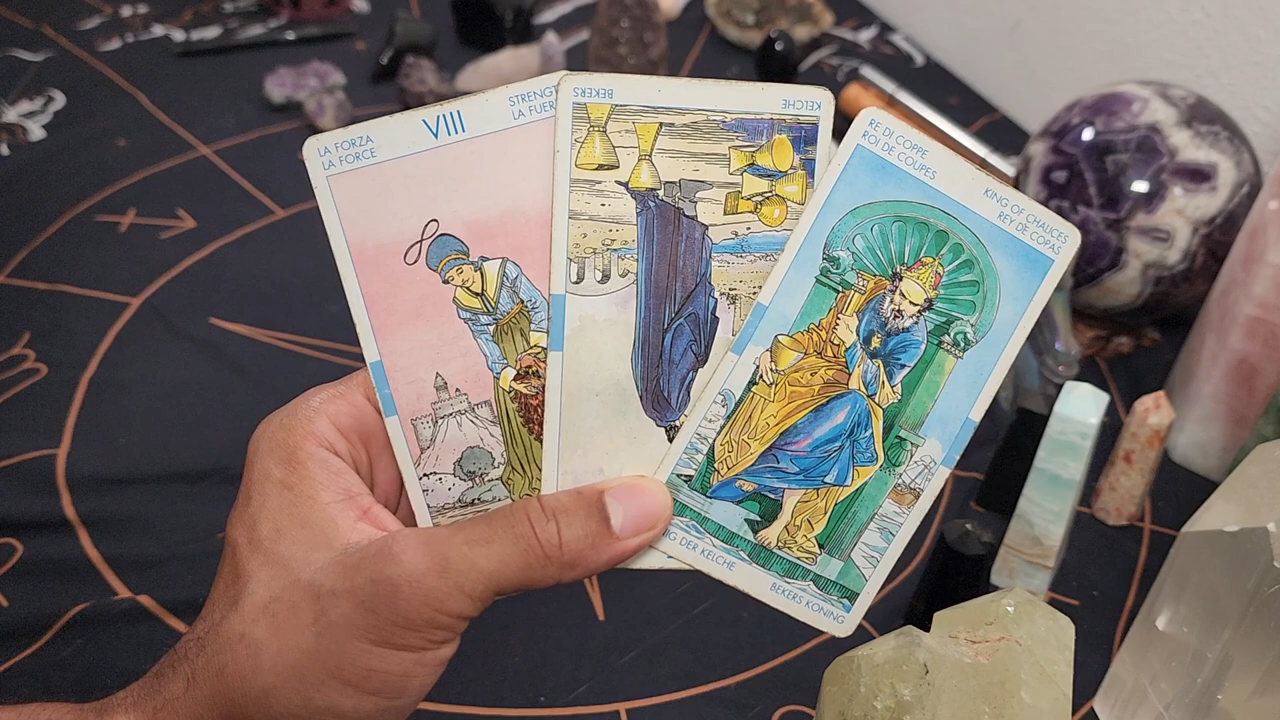 LA FORZA
LA FORCE
VIII
STRENGT
LA FUER
BEKERS
KELCHE
RE DI COPPE
ROI DE COUPES
KING OF CHALICES
REY DE COPAS
NIG DER KELCHE
BEKERS KONING